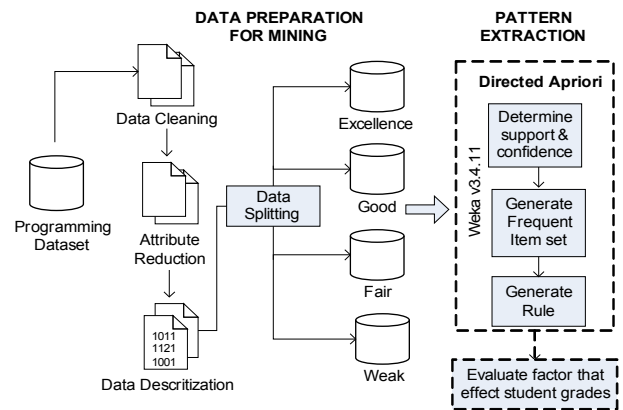 DATA PREPARATION
FOR MINING
PATTERN
EXTRACTION
Programming
Dataset
Data Cleaning
Attribute
Reduction
1011
1121
1001
Data Descritization
Data
Splitting
Excellence
Good
Fair
Weak
Directed Apriori
Weka v3.4.11
Determine
support &
confidence
Generate
Frequent
Item set
Generate
Rule
Evaluate factor that
effect student grades